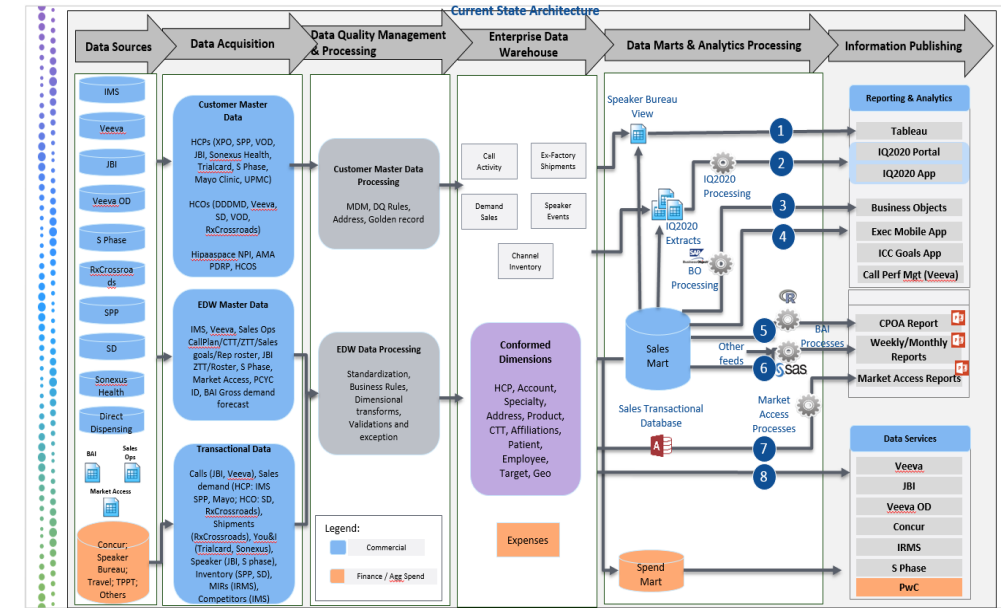 Current State Architecture
Data Sources
Data Acquisition
Data Quality Management
& Processing
Enterprise Data
Warehouse
Data Marts & Analytics Processing
Information Publishing
IMS
Veeva
JBI
Veeva OD
S Phase
RxCrossroa
ds
SPP
SD
Sonexus
Health
Direct
Dispensing
BAI
Sales
Ops
Market Access
Concur;
Speaker
Bureau;
Travel; TPPT;
Others
Customer Master
Data
HCPs (XPO, SPP, VOD,
JBI, Sonexus Health,
Trialcard, S Phase,
Mayo Clinic, UPMC)
HCOs (DDDMD, Veeva,
SD, VOD,
RxCrossroads)
Hipaaspace NPI, AMA
PDRP, HCOS
EDW Master Data
IMS, Veeva, Sales Ops
CallPlan/CTT/ZTT/Sales
goals/Rep roster, JBI
ZTT/Roster, S Phase,
Market Access, PCYC
ID, BAI Gross demand
forecast
Transactional Data
Calls (JBI, Veeva), Sales
demand (HCP: IMS
SPP, Mayo; HCO: SD,
RxCrossroads),
Shipments
(RxCrossroads), You&I
(Trialcard, Sonexus),
Speaker (JBI, S phase),
Inventory (SPP, SD),
MIRs (IRMS),
Competitors (IMS)
Customer Master Data
Processing
MDM, DQ Rules,
Address, Golden record
EDW Data Processing
Standardization,
Business Rules,
Dimensional
transforms,
Validations and
exception
Legend:
Commercial
Finance / Agg Spend
Call
Activity
Ex-Factory
Shipments
Demand
Sales
Speaker
Events
Channel
Inventory
Conformed
Dimensions
HCP, Account,
Specialty,
Address, Product,
CTT, Affiliations,
Patient,
Employee,
Target, Geo
Expenses
Speaker Bureau
View
IQ2020
Processing
IQ2020
Extracts
SAP
BO
Processing
Sales
Mart
Other
feeds
R
BAI
Processes
sas
Sales Transactional
Database
A
Market
Access
Processes
Spend
Mart
1
2
3
4
5
6
7
8
Reporting & Analytics
Tableau
IQ2020 Portal
IQ2020 App
Business Objects
Exec Mobile App
ICC Goals App
Call Perf Mgt (Veeva)
CPOA Report
Weekly/Monthly
Reports
Market Access Reports
Data Services
Veeva
JBI
Veeva OD
Concur
IRMS
S Phase
PwC